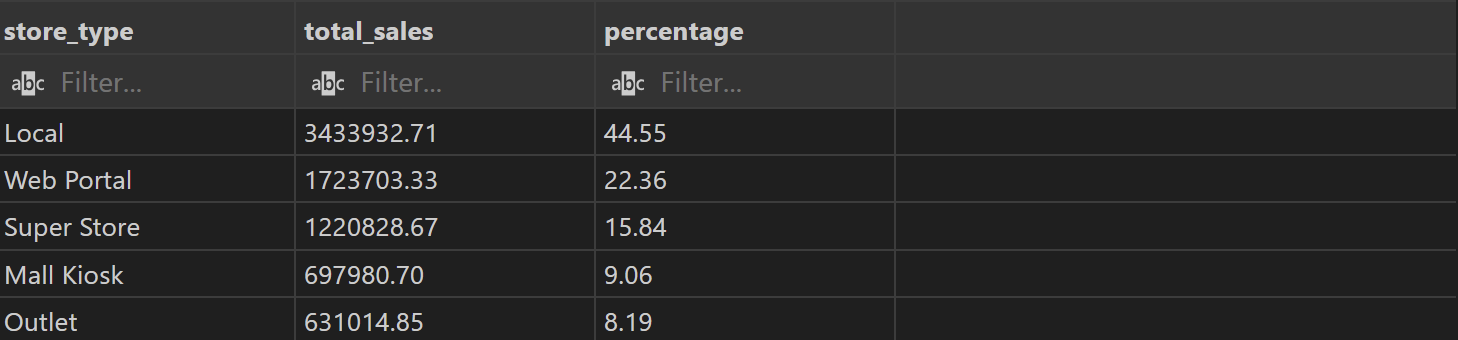 store_type total_sales percentage
abc Filter... abc Filter... abc Filter...
Local 3433932.71 44.55
Web Portal 1723703.33 22.36
Super Store 1220828.67 15.84
Mall Kiosk 697980.70 9.06
Outlet 631014.85 8.19